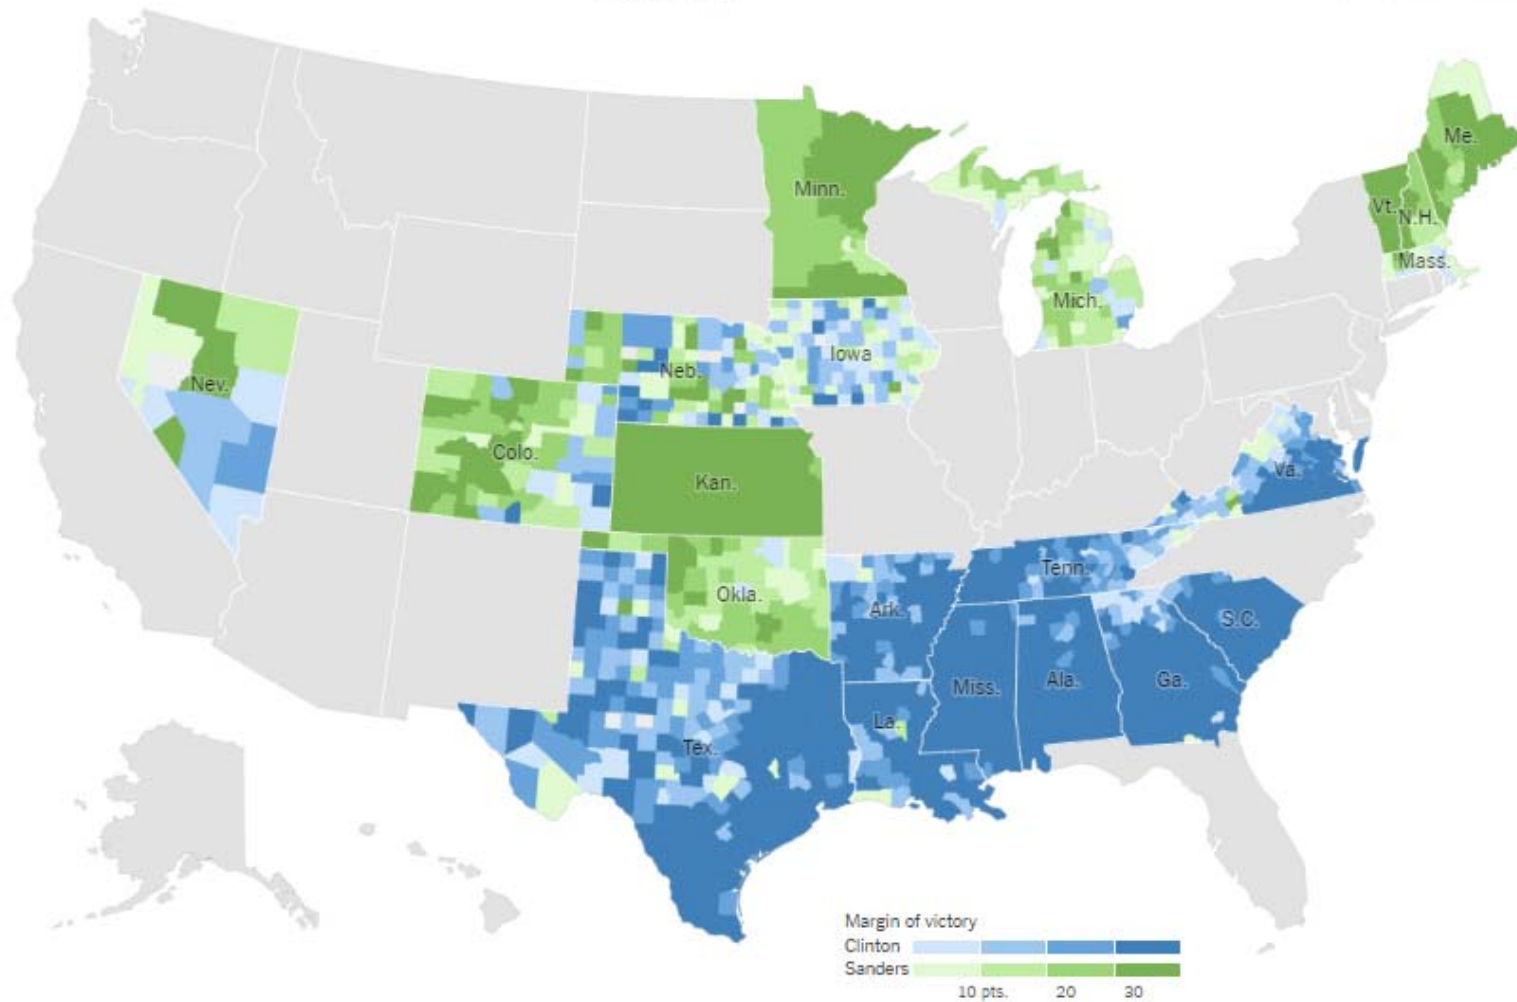 Me.
Minn.
Vt.
N.H.
Mass.
Mich.
Iowa
Neb.
Nev.
Colo.
Va.
Kan.
Tenn.
Okla.
Ark.
S.C.
Miss.
Ala.
Ga.
La.
Tex.
Margin of victory
Clinton
Sanders
10 pts. 20 30